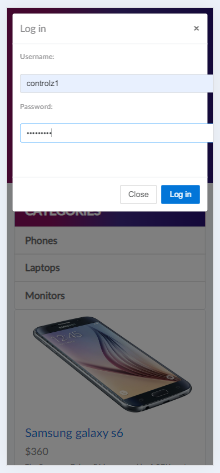 Log in
×
Username:
controlz1
Password:
•••••••••
Close
Log in
CATEGORIES
Phones
Laptops
Monitors
Samsung galaxy s6
$360